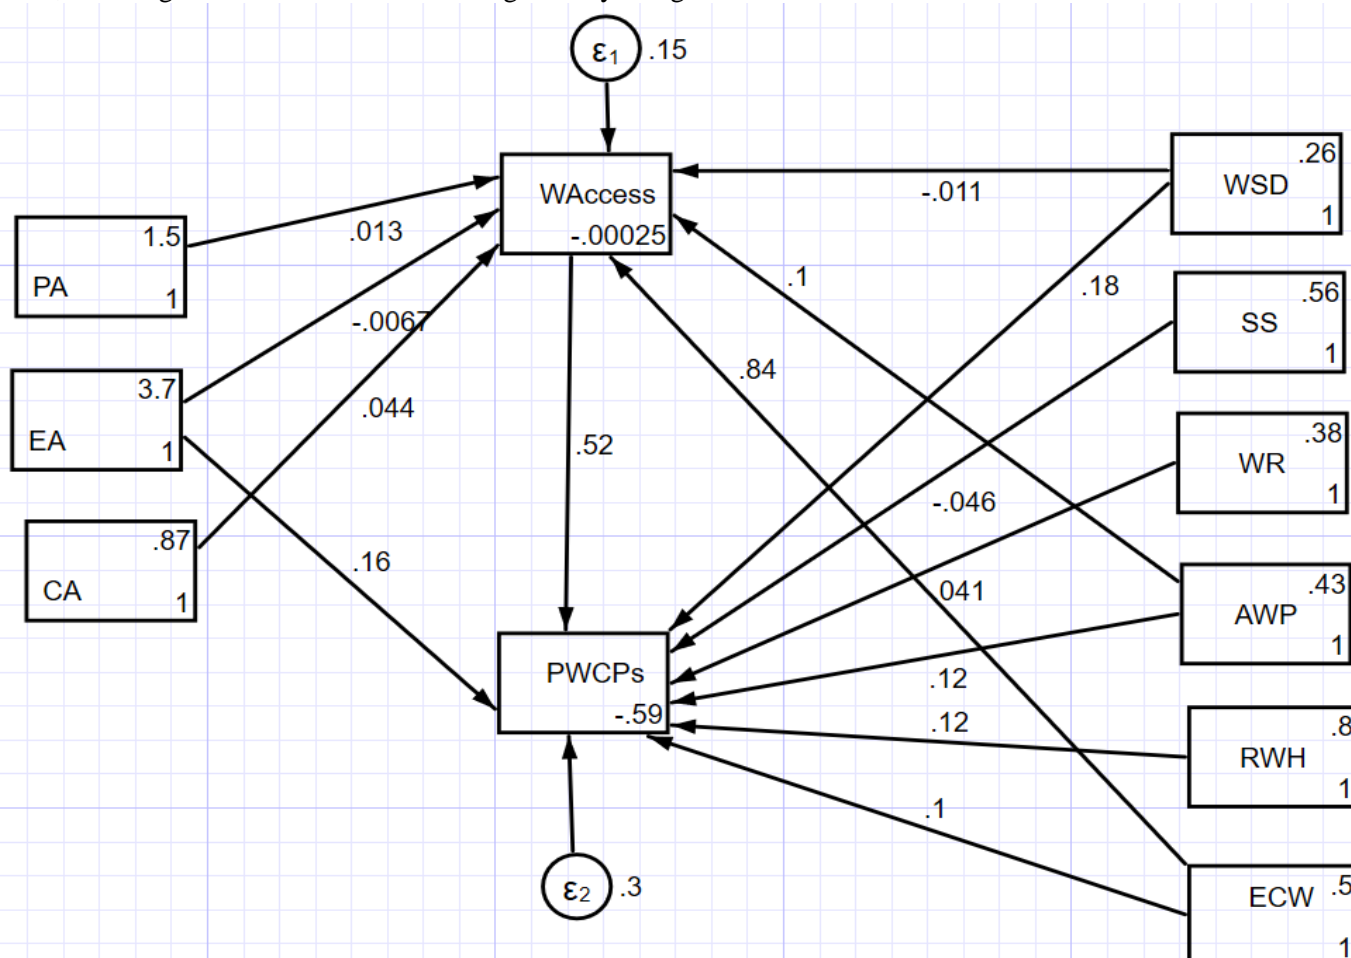 ε1 .15
WAccess
-.00025
1.5
PA
1
3.7
EA
1
.87
CA
1
.013
-.0067
.044
.16
.52
-.011
.1
.84
.18
-.046
041
.12
.12
.1
.26
WSD
1
.56
SS
1
.38
WR
1
.43
AWP
1
.8
RWH
1
.5
ECW
1
PWCPs
-.59
ε2 .3